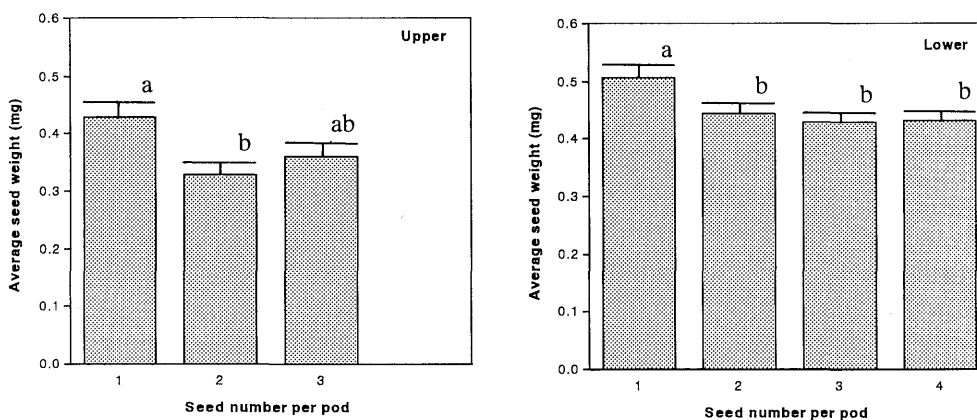 Upper
Average seed weight (mg)
0.6
0.5
0.4
0.3
0.2
0.1
0.0
a
b
ab
1 2 3
Seed number per pod
Lower
Average seed weight (mg)
0.6
0.5
0.4
0.3
0.2
0.1
0.0
a
b
b
b
1 2 3 4
Seed number per pod